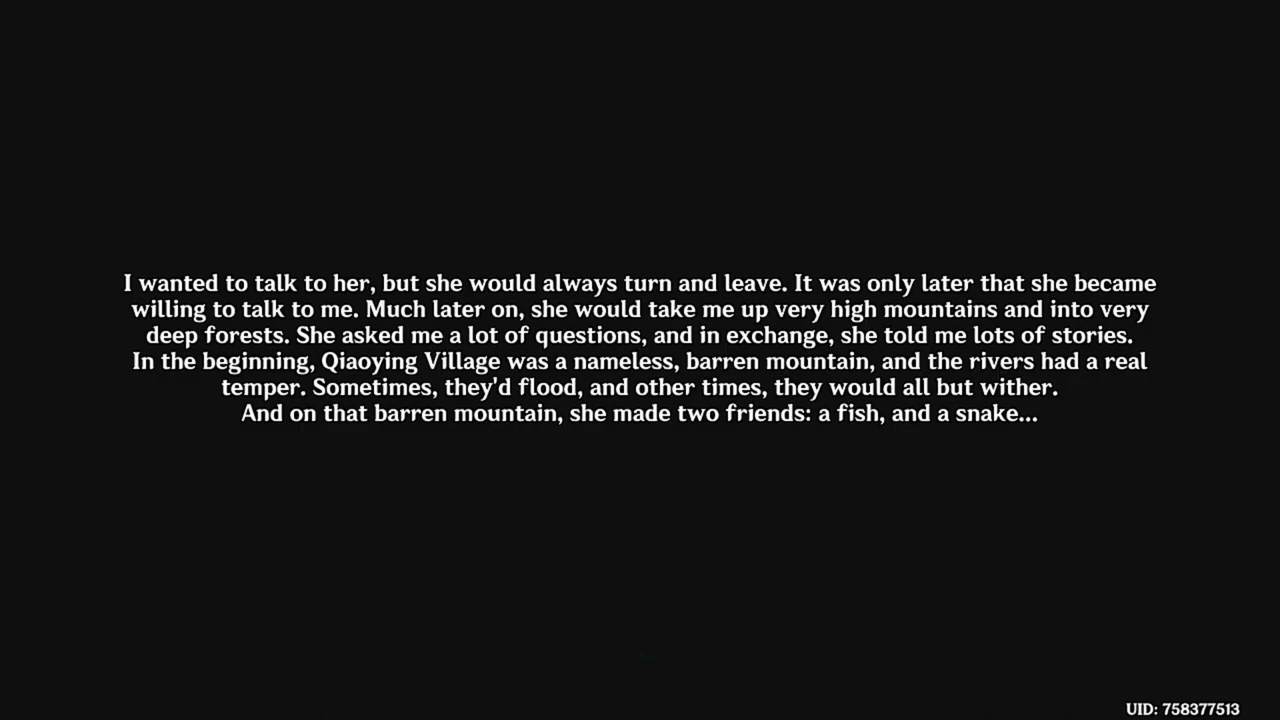 I wanted to talk to her, but she would always turn and leave. It was only later that she became
willing to talk to me. Much later on, she would take me up very high mountains and into very
deep forests. She asked me a lot of questions, and in exchange, she told me lots of stories.
In the beginning, Qiaoying Village was a nameless, barren mountain, and the rivers had a real
temper. Sometimes, they'd flood, and other times, they would all but wither.
And on that barren mountain, she made two friends: a fish, and a snake...
UID: 758377513